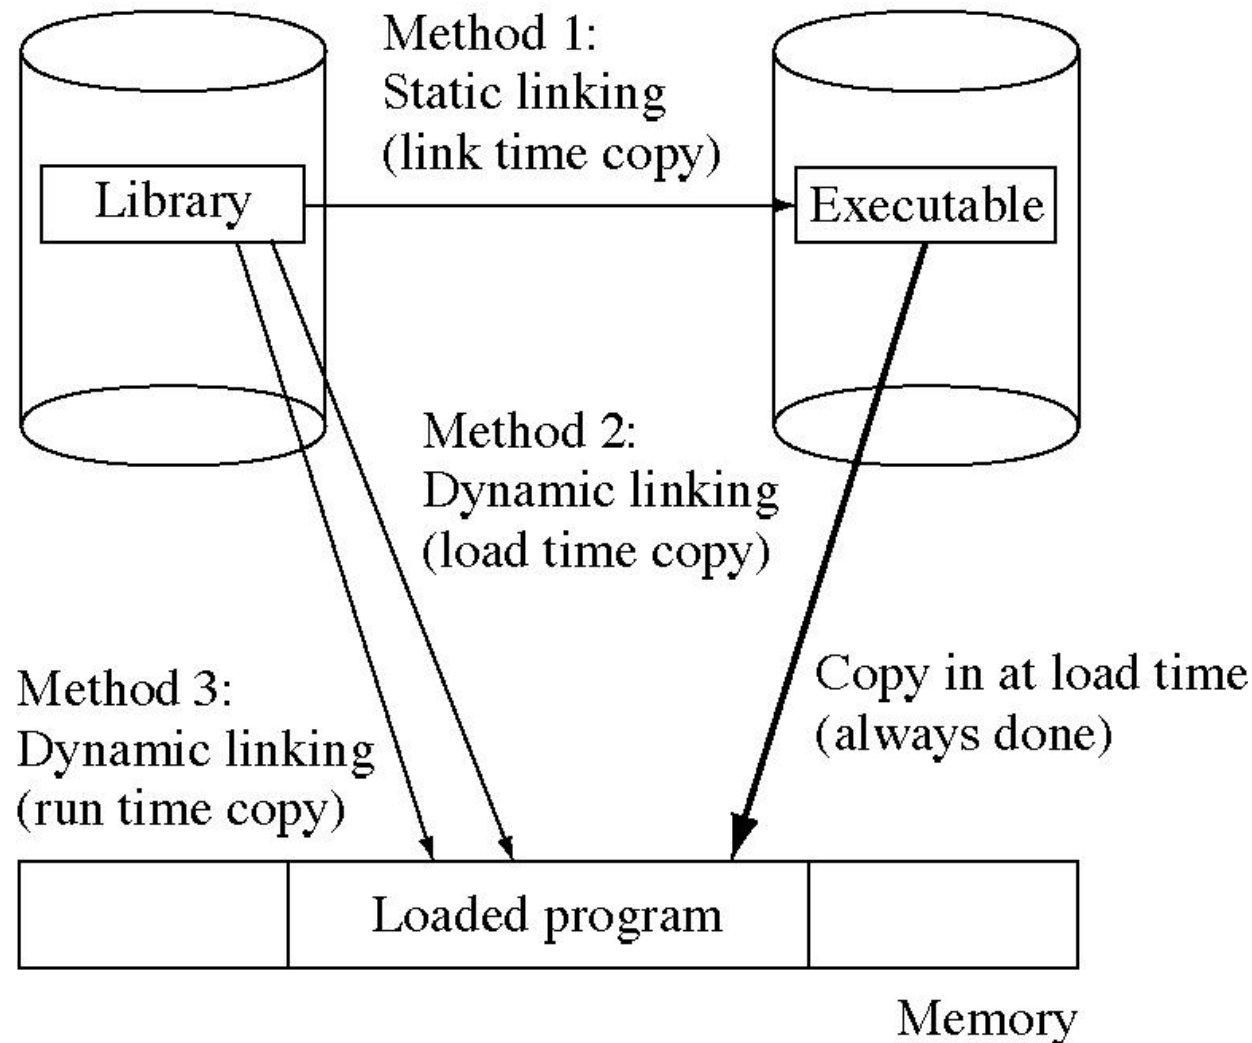 Method 1:
Static linking
(link time copy)
Library
Executable
Method 2:
Dynamic linking
(load time copy)
Method 3:
Dynamic linking
(run time copy)
Copy in at load time
(always done)
Loaded program
Memory